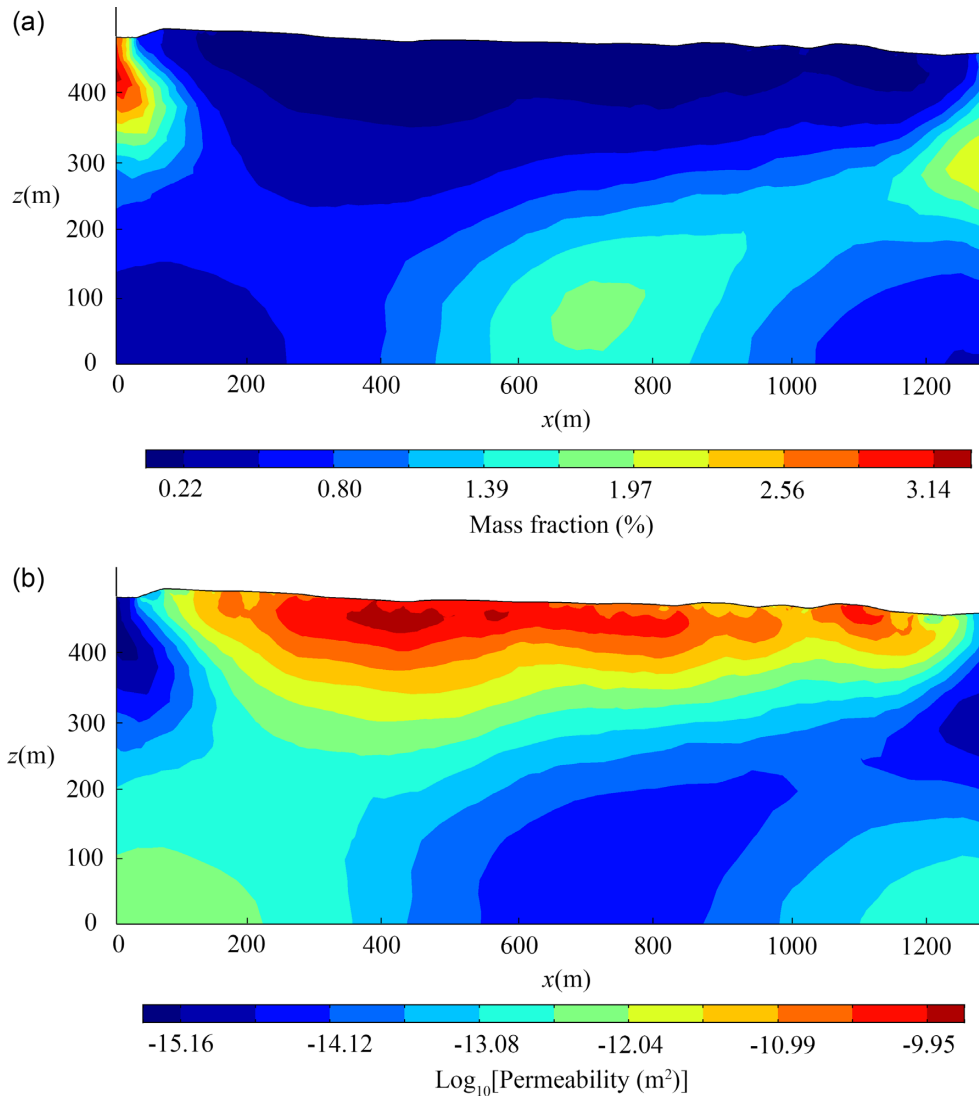 (a)
400
300
z(m)
200
100
0
0 200 400 600 800 1000 1200
x(m)
0.22 0.80 1.39 1.97 2.56 3.14
Mass fraction (%)
(b)
400
300
z(m)
200
100
0
0 200 400 600 800 1000 1200
x(m)
-15.16 -14.12 -13.08 -12.04 -10.99 -9.95
Log₁₀[Permeability (m²)]